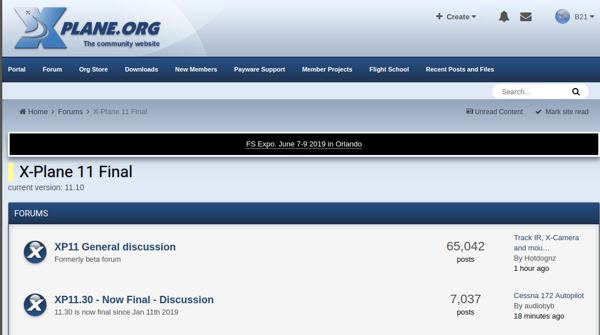 XPLANE.ORG
The community website
Create
B21
Portal Forum Org Store Downloads New Members Payware Support Member Projects Flight School Recent Posts and Files
Search...
Home > Forums > X-Plane 11 Final
Unread Content Mark site read
FS Expo. June 7-9 2019 in Orlando
X-Plane 11 Final
current version: 11.10
FORUMS
XP11 General discussion
Formerly beta forum
65,042
posts
Track IR, X-Camera
and mou...
By Hotdognz
1 hour ago
XP11.30 - Now Final - Discussion
11.30 is now final since Jan 11th 2019
7,037
posts
Cessna 172 Autopilot
By audiobyb
18 minutes ago